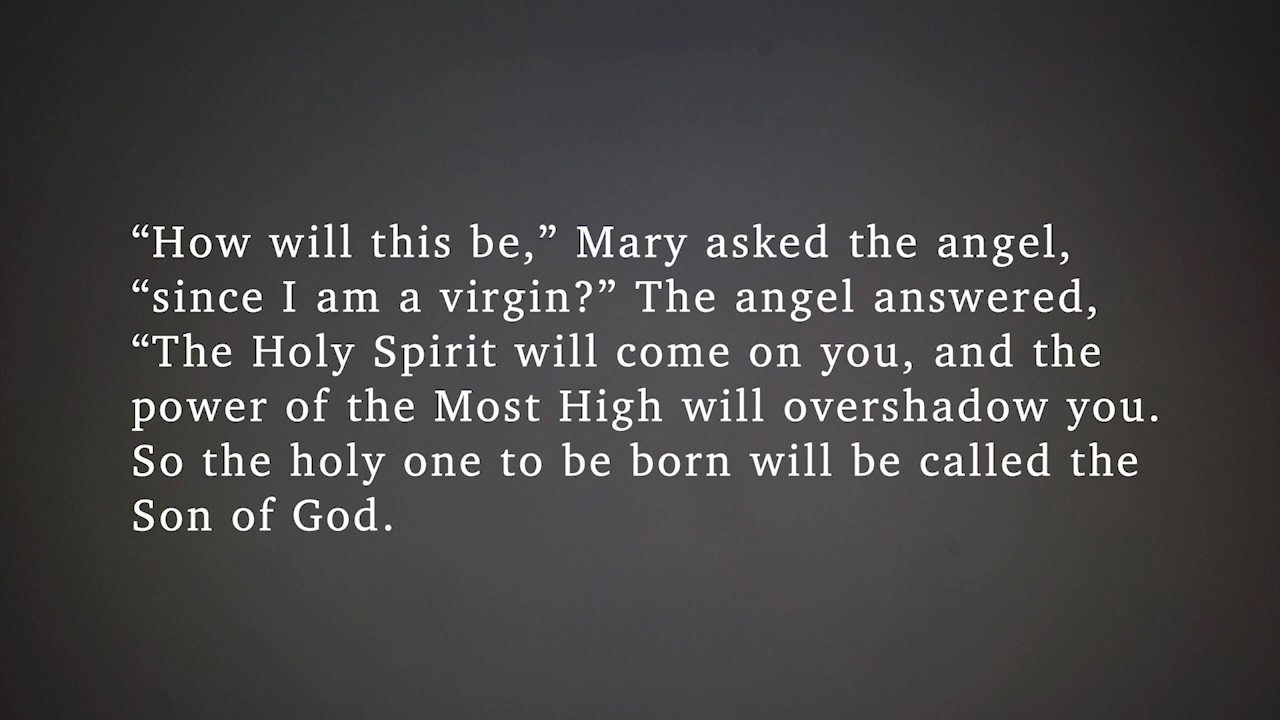 “How will this be,” Mary asked the angel,
“since I am a virgin?” The angel answered,
“The Holy Spirit will come on you, and the
power of the Most High will overshadow you.
So the holy one to be born will be called the
Son of God.